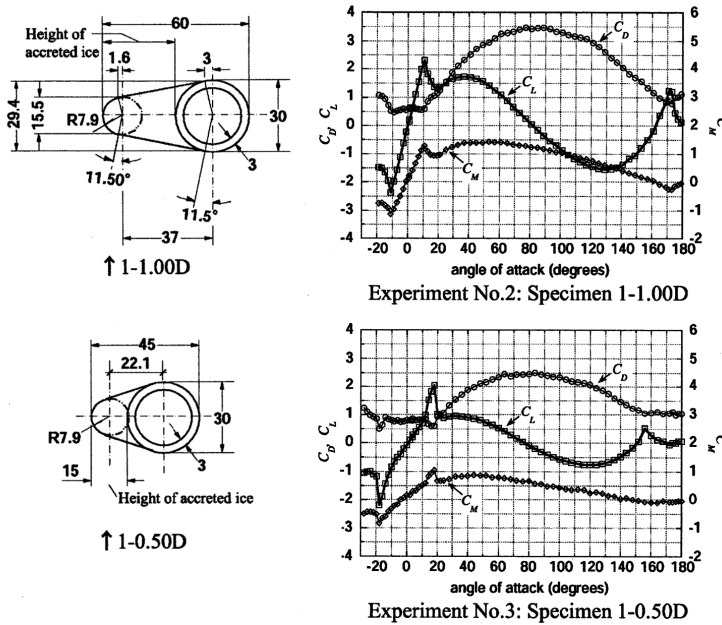 60
Height of
accreted ice
1.6
3
29.4
15.5
30
R7.9
3
11.50°
11.5°
37
↑ 1-1.00D
4
3
2
1
0
-1
-2
-3
-4
C_D, C_L
6
5
4
3
2
1
0
-1
-2
C_M
C_D
C_L
C_M
-20 0 20 40 60 80 100 120 140 160 180
angle of attack (degrees)
Experiment No.2: Specimen 1-1.00D
45
22.1
30
R7.9
3
15
Height of accreted ice
↑ 1-0.50D
4
3
2
1
0
-1
-2
-3
-4
C_D, C_L
6
5
4
3
2
1
0
-1
-2
C_M
C_D
C_L
C_M
-20 0 20 40 60 80 100 120 140 160 180
angle of attack (degrees)
Experiment No.3: Specimen 1-0.50D